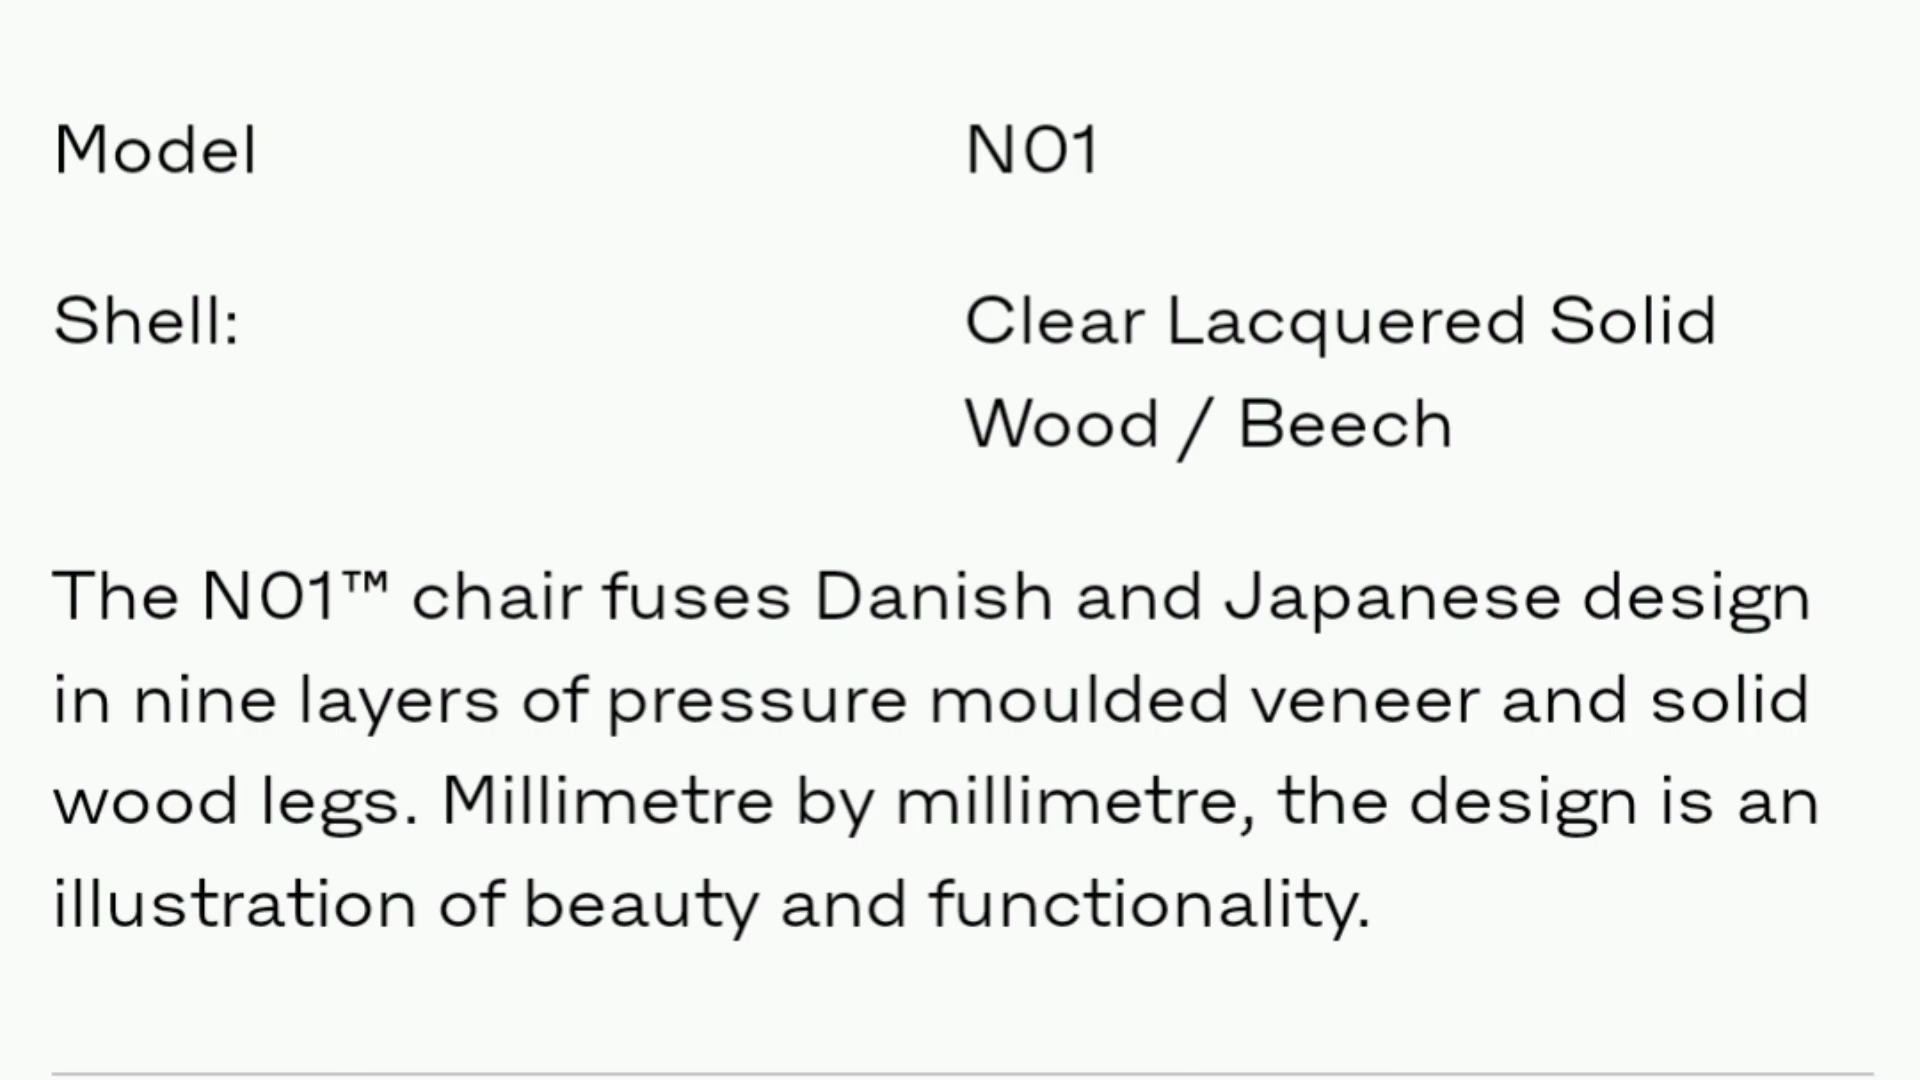 Model N01
Shell: Clear Lacquered Solid
Wood / Beech
The N01™ chair fuses Danish and Japanese design
in nine layers of pressure moulded veneer and solid
wood legs. Millimetre by millimetre, the design is an
illustration of beauty and functionality.